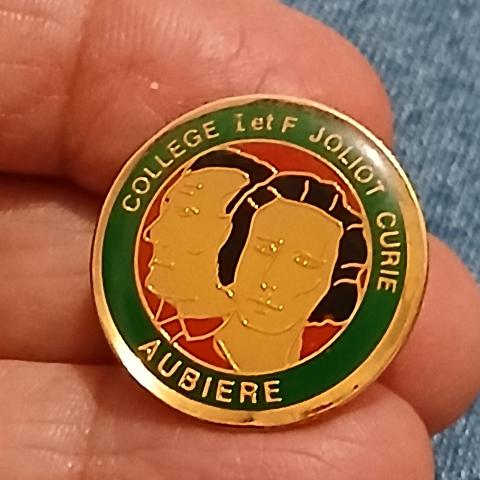 COLLEGE I et F JOLIOT CURIE
AUBIERE